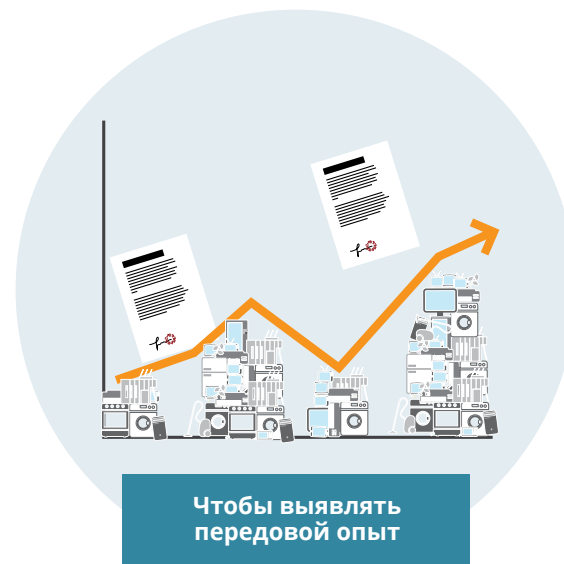 Чтобы выявлять
передовой опыт